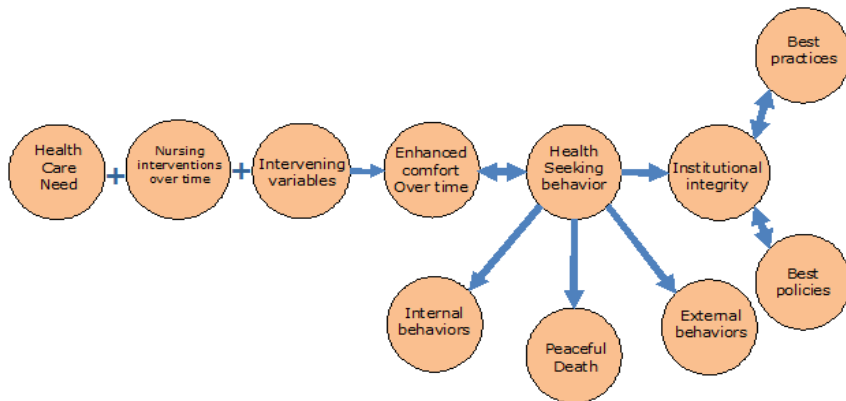 Best
practices
Health
Care
Need
+
Nursing
interventions
over time
+
Intervening
variables
Enhanced
comfort
Over time
Health
Seeking
behavior
Institutional
integrity
Best
policies
Internal
behaviors
Peaceful
Death
External
behaviors